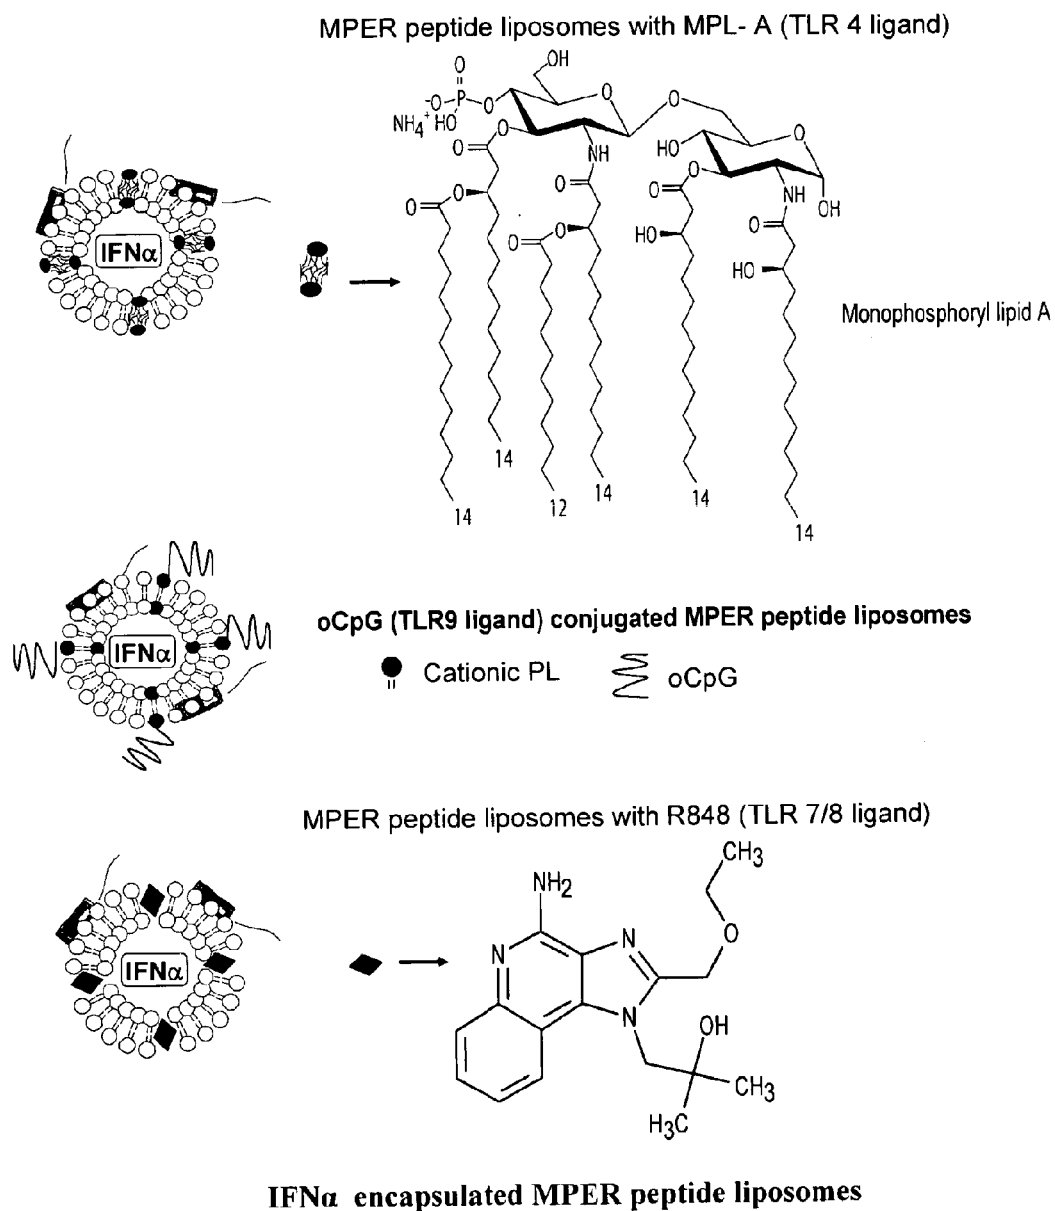 MPER peptide liposomes with MPL- A (TLR 4 ligand)
OH
O
-O P O O O
NH4+ HO
O
O O NH
HO
O
HO O
O
O O O
NH OH
O O
O O
HO
HO
IFNα
Monophosphoryl lipid A
14
14
12
14
14
14
oCpG (TLR9 ligand) conjugated MPER peptide liposomes
IFNα
Cationic PL oCpG
MPER peptide liposomes with R848 (TLR 7/8 ligand)
CH3
NH2
O
N N
IFNα
N
OH
CH3
H3C
IFNα encapsulated MPER peptide liposomes